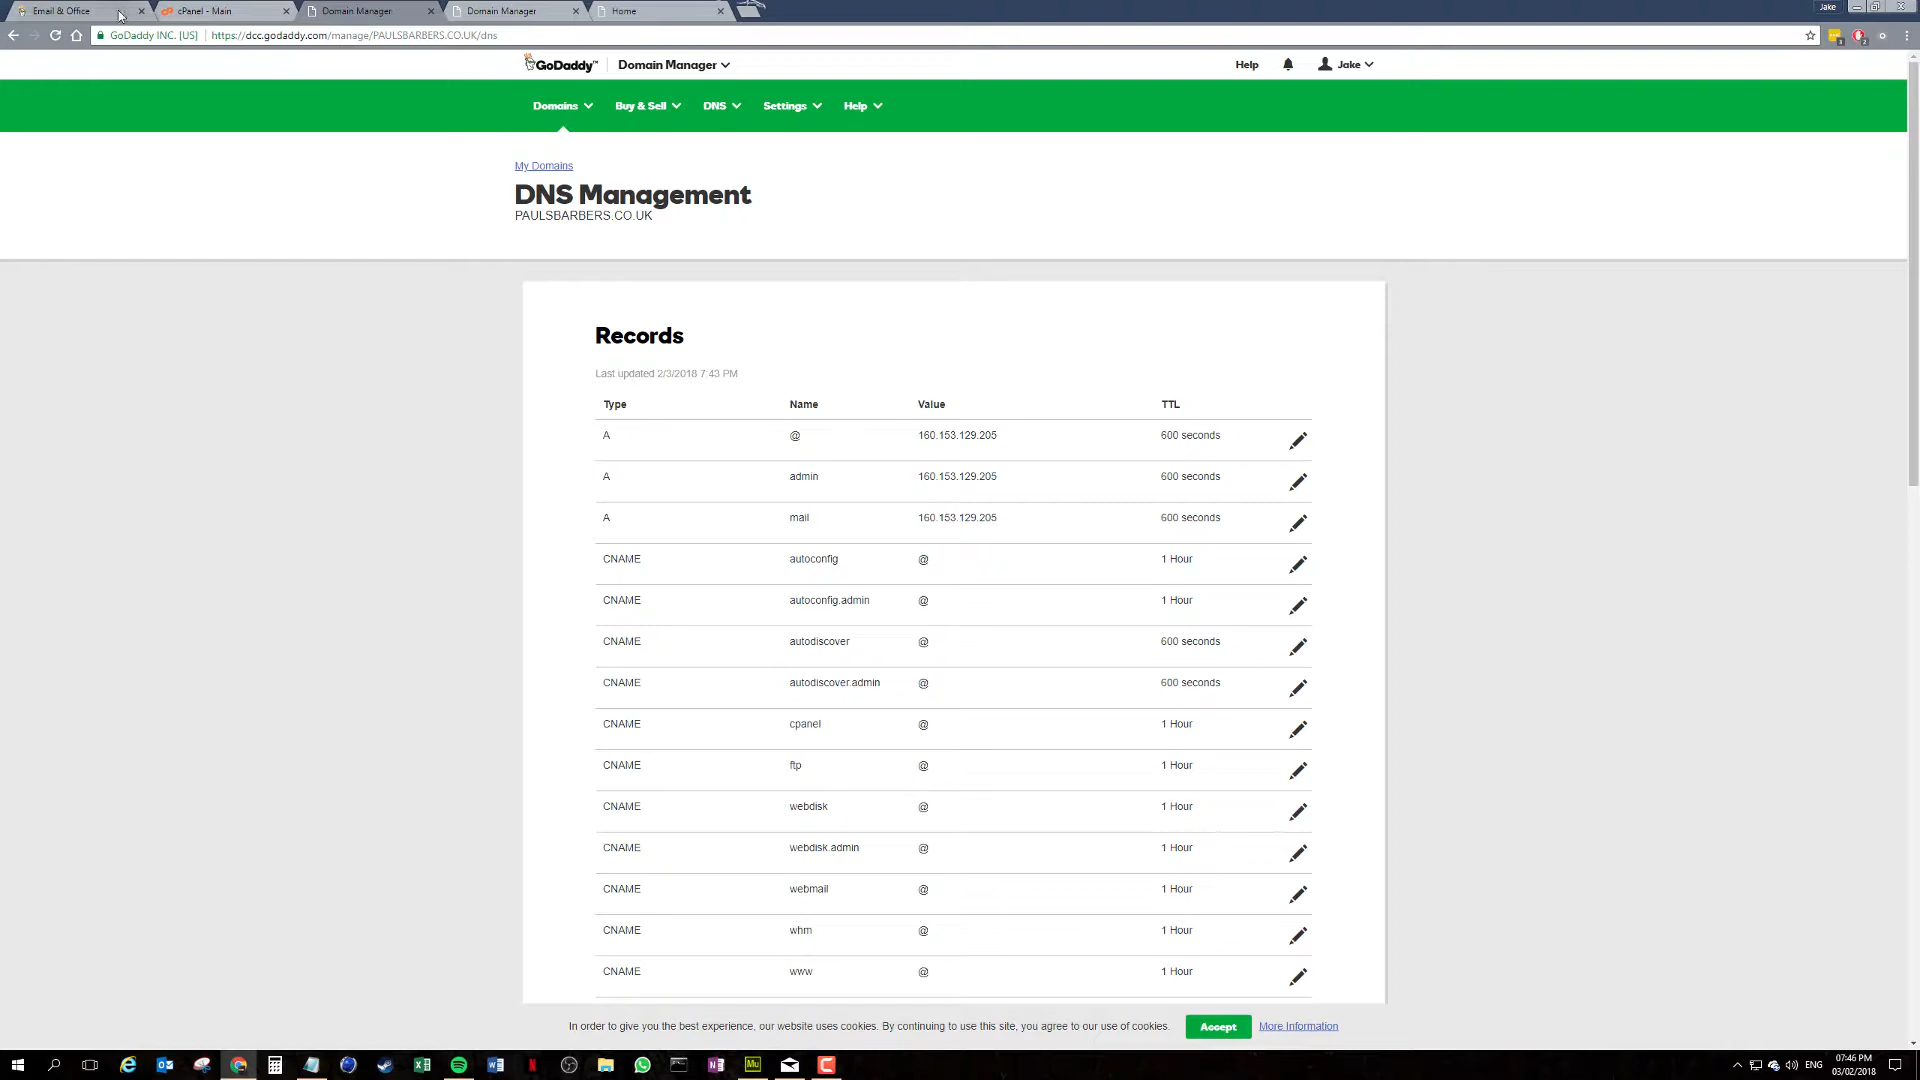 Email & Office
cPanel - Main
Domain Manager
Domain Manager
Home
Jake
GoDaddy INC. [US]
https://dcc.godaddy.com/manage/PAULSBARBERS.CO.UK/dns
GoDaddy™
Domain Manager
Help
Jake
Domains
Buy & Sell
DNS
Settings
Help
My Domains
DNS Management
PAULSBARBERS.CO.UK
Records
Last updated 2/3/2018 7:43 PM
Type Name Value TTL
A @ 160.153.129.205 600 seconds
A admin 160.153.129.205 600 seconds
A mail 160.153.129.205 600 seconds
CNAME autoconfig @ 1 Hour
CNAME autoconfig.admin @ 1 Hour
CNAME autodiscover @ 600 seconds
CNAME autodiscover.admin @ 600 seconds
CNAME cpanel @ 1 Hour
CNAME ftp @ 1 Hour
CNAME webdisk @ 1 Hour
CNAME webdisk.admin @ 1 Hour
CNAME webmail @ 1 Hour
CNAME whm @ 1 Hour
CNAME www @ 1 Hour
In order to give you the best experience, our website uses cookies. By continuing to use this site, you agree to our use of cookies.
Accept
More Information
ENG
07:46 PM
03/02/2018